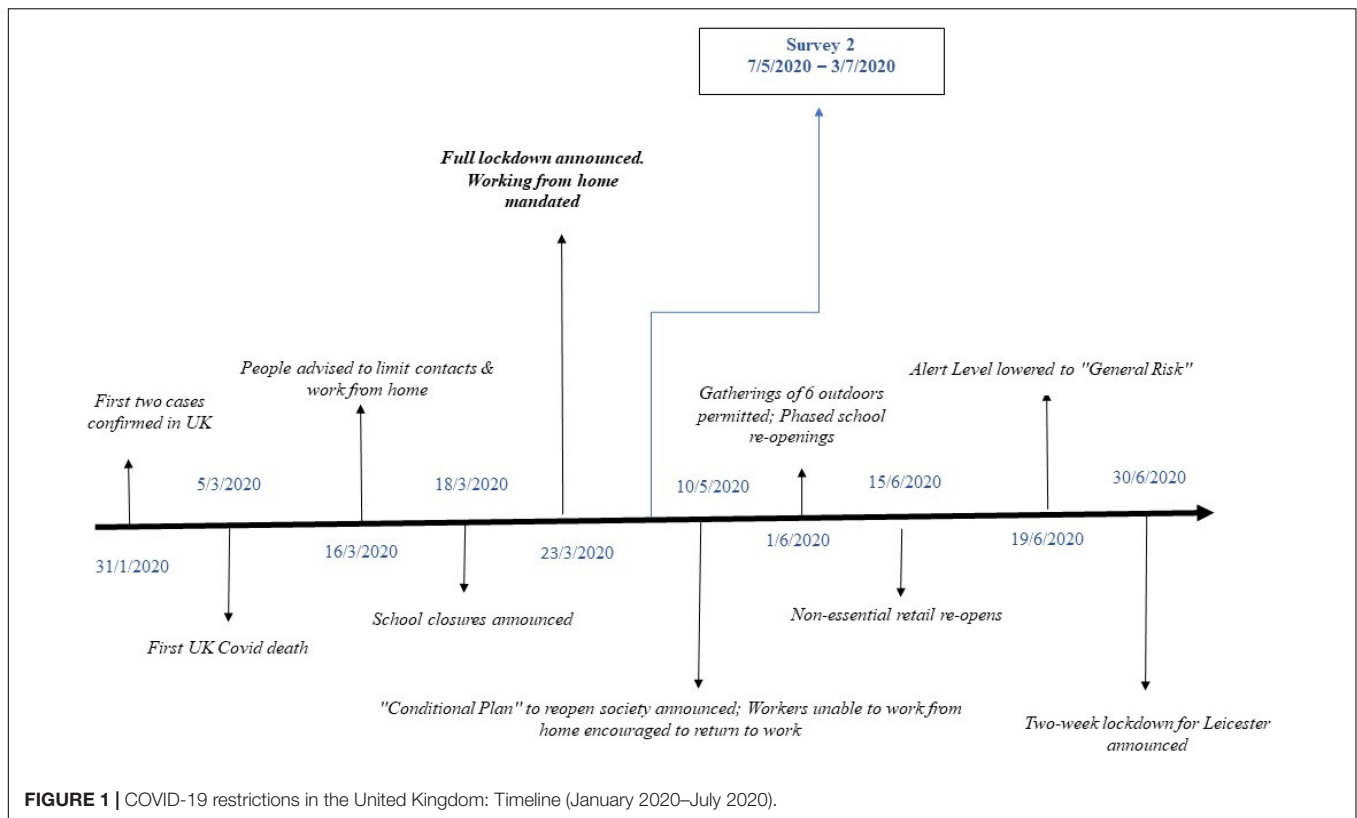 Survey 2
7/5/2020 – 3/7/2020
Full lockdown announced.
Working from home
mandated
People advised to limit contacts &
work from home
First two cases
confirmed in UK
Gatherings of 6 outdoors
permitted; Phased school
re-openings
Alert Level lowered to "General Risk"
5/3/2020
18/3/2020
10/5/2020
15/6/2020
30/6/2020
31/1/2020
16/3/2020
23/3/2020
1/6/2020
19/6/2020
First UK Covid death
School closures announced
Non-essential retail re-opens
"Conditional Plan" to reopen society announced; Workers unable to work from
home encouraged to return to work
Two-week lockdown for Leicester
announced
FIGURE 1 | COVID-19 restrictions in the United Kingdom: Timeline (January 2020–July 2020).